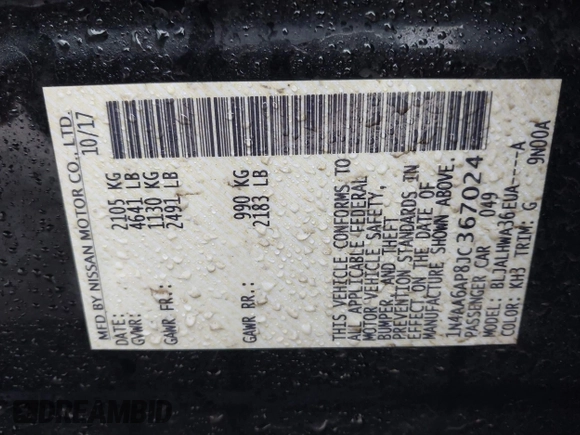 MFD BY NISSAN MOTOR CO., LTD.
DATE: 10/17
GVWR: 2105 KG
4641 LB
GAWR FR.: 1130 KG
2491 LB
GAWR RR.: 990 KG
2183 LB
THIS VEHICLE CONFORMS TO
ALL APPLICABLE FEDERAL
MOTOR VEHICLE SAFETY,
BUMPER, AND THEFT
PREVENTION STANDARDS IN
EFFECT ON THE DATE OF
MANUFACTURE SHOWN ABOVE.
1N4AA6AP8JC367024
PASSENGER CAR 049
MODEL: BLJALHWA36EUA----A
COLOR: KH3 TRIM: G 9N00A
DREAMBID